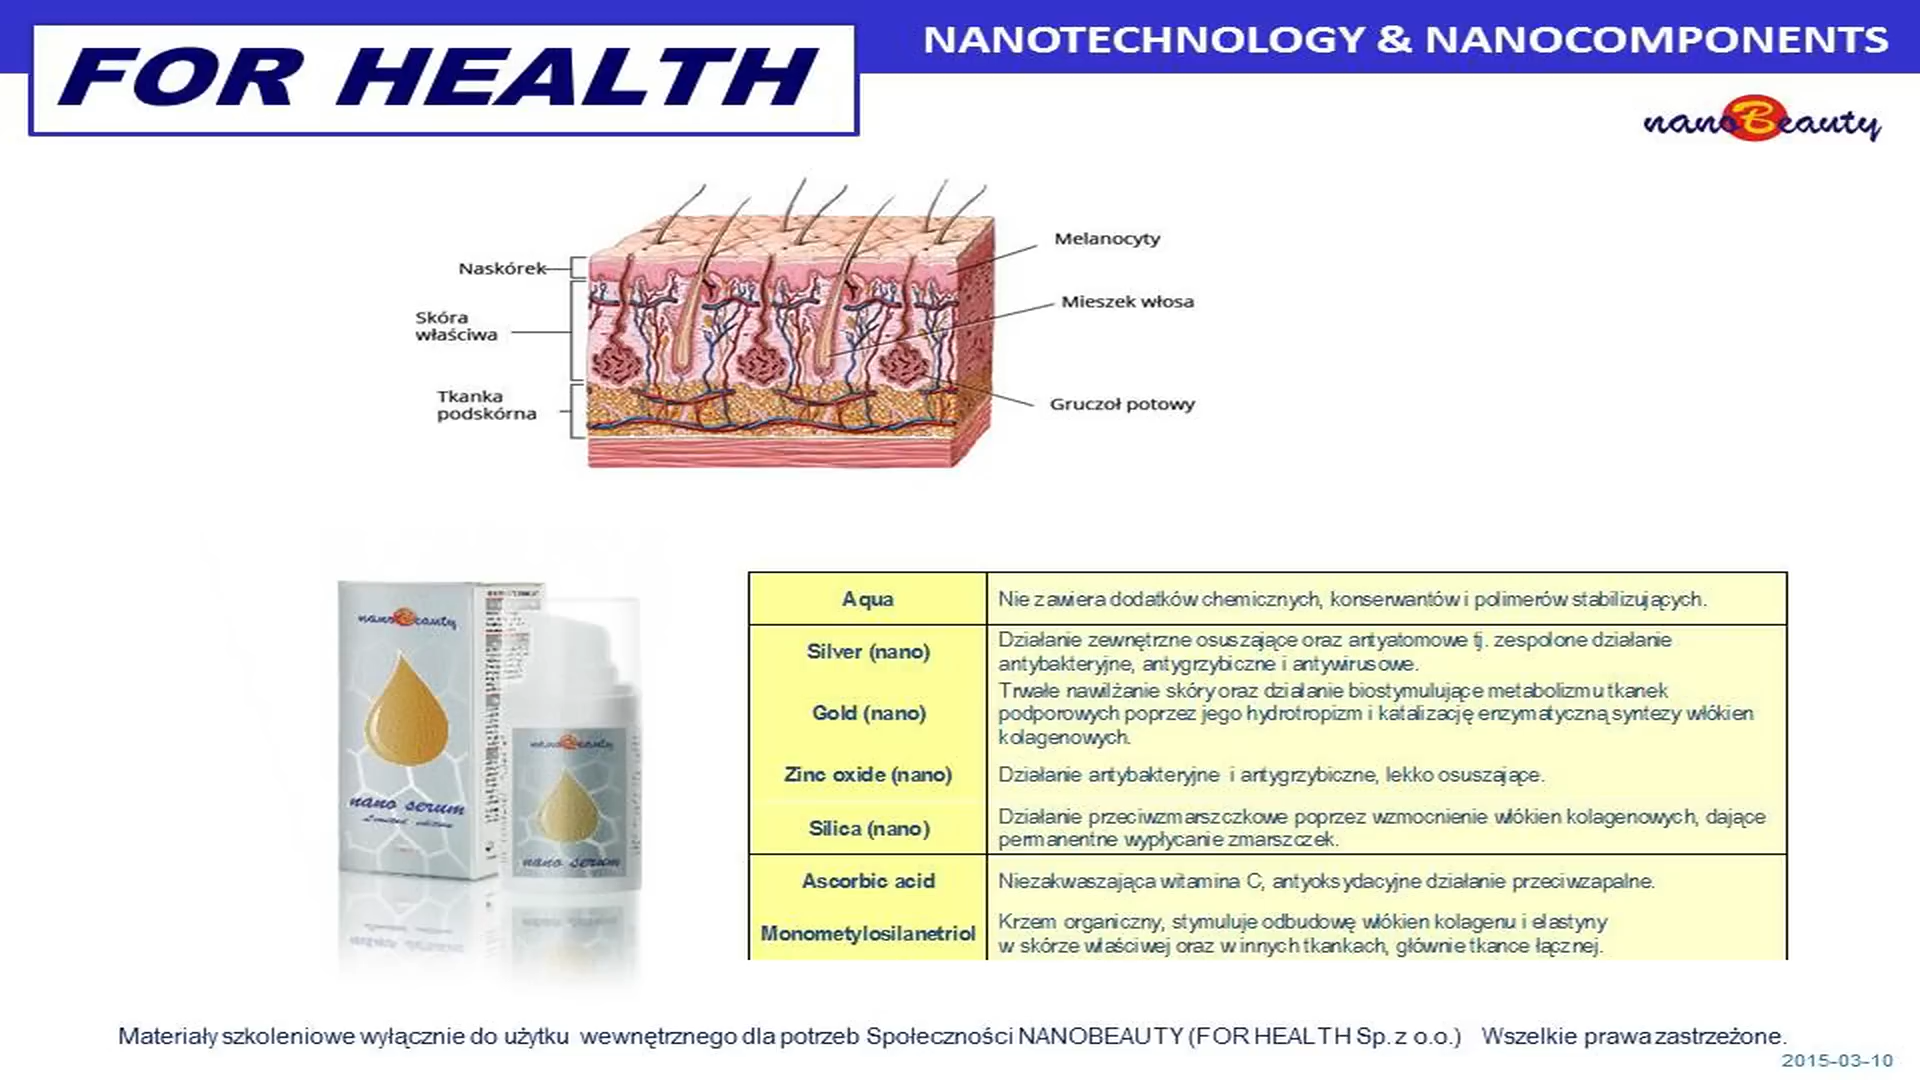 NANOTECHNOLOGY & NANOCOMPONENTS
FOR HEALTH
nanoBeauty
Melanocyty
Naskórek
Mieszek włosa
Skóra
właściwa
Tkanka
podskórna
Gruczoł potowy
nanoBeauty
nano serum
Limited edition
nanoBeauty
nano serum
Aqua
Nie zawiera dodatków chemicznych, konserwantów i polimerów stabilizujących.
Silver (nano)
Działanie zewnętrzne osuszające oraz antyatomowe tj. zespolone działanie
antybakteryjne, antygrzybiczne i antywirusowe.
Gold (nano)
Trwałe nawilżanie skóry oraz działanie biostymulujące metabolizmu tkanek
podporowych poprzez jego hydrotropizm i katalizację enzymatyczną syntezy włókien
kolagenowych.
Zinc oxide (nano)
Działanie antybakteryjne i antygrzybiczne, lekko osuszające.
Silica (nano)
Działanie przeciwzmarszczkowe poprzez wzmocnienie włókien kolagenowych, dające
permanentne wypłycanie zmarszczek.
Ascorbic acid
Niezakwaszająca witamina C, antyoksydacyjne działanie przeciwzapalne.
Monometylosilanetriol
Krzem organiczny, stymuluje odbudowę włókien kolagenu i elastyny
w skórze właściwej oraz w innych tkankach, głównie tkance łącznej.
Materiały szkoleniowe wyłącznie do użytku wewnętrznego dla potrzeb Społeczności NANOBEAUTY (FOR HEALTH Sp. z o.o.) Wszelkie prawa zastrzeżone.
2015-03-10